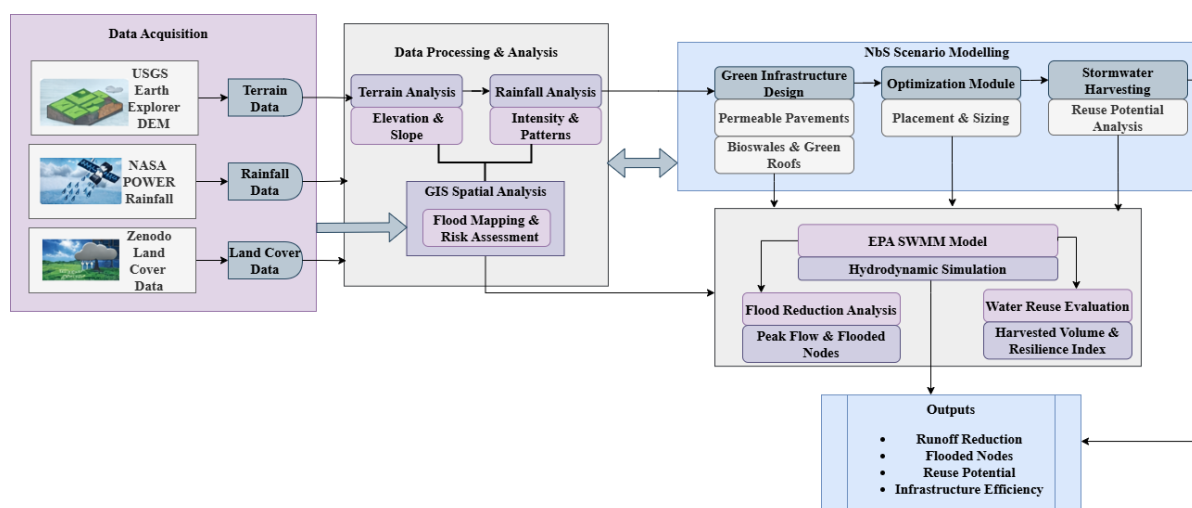 Data Acquisition
USGS
Earth
Explorer
DEM
Terrain
Data
NASA
POWER
Rainfall
Rainfall
Data
Zenodo
Land
Cover
Data
Land Cover
Data
Data Processing & Analysis
Terrain Analysis
Elevation &
Slope
Rainfall Analysis
Intensity &
Patterns
GIS Spatial Analysis
Flood Mapping &
Risk Assessment
NbS Scenario Modelling
Green Infrastructure
Design
Permeable Pavements
Bioswales & Green
Roofs
Optimization Module
Placement & Sizing
Stormwater
Harvesting
Reuse Potential
Analysis
EPA SWMM Model
Hydrodynamic Simulation
Flood Reduction Analysis
Peak Flow & Flooded
Nodes
Water Reuse Evaluation
Harvested Volume &
Resilience Index
Outputs
• Runoff Reduction
• Flooded Nodes
• Reuse Potential
• Infrastructure Efficiency